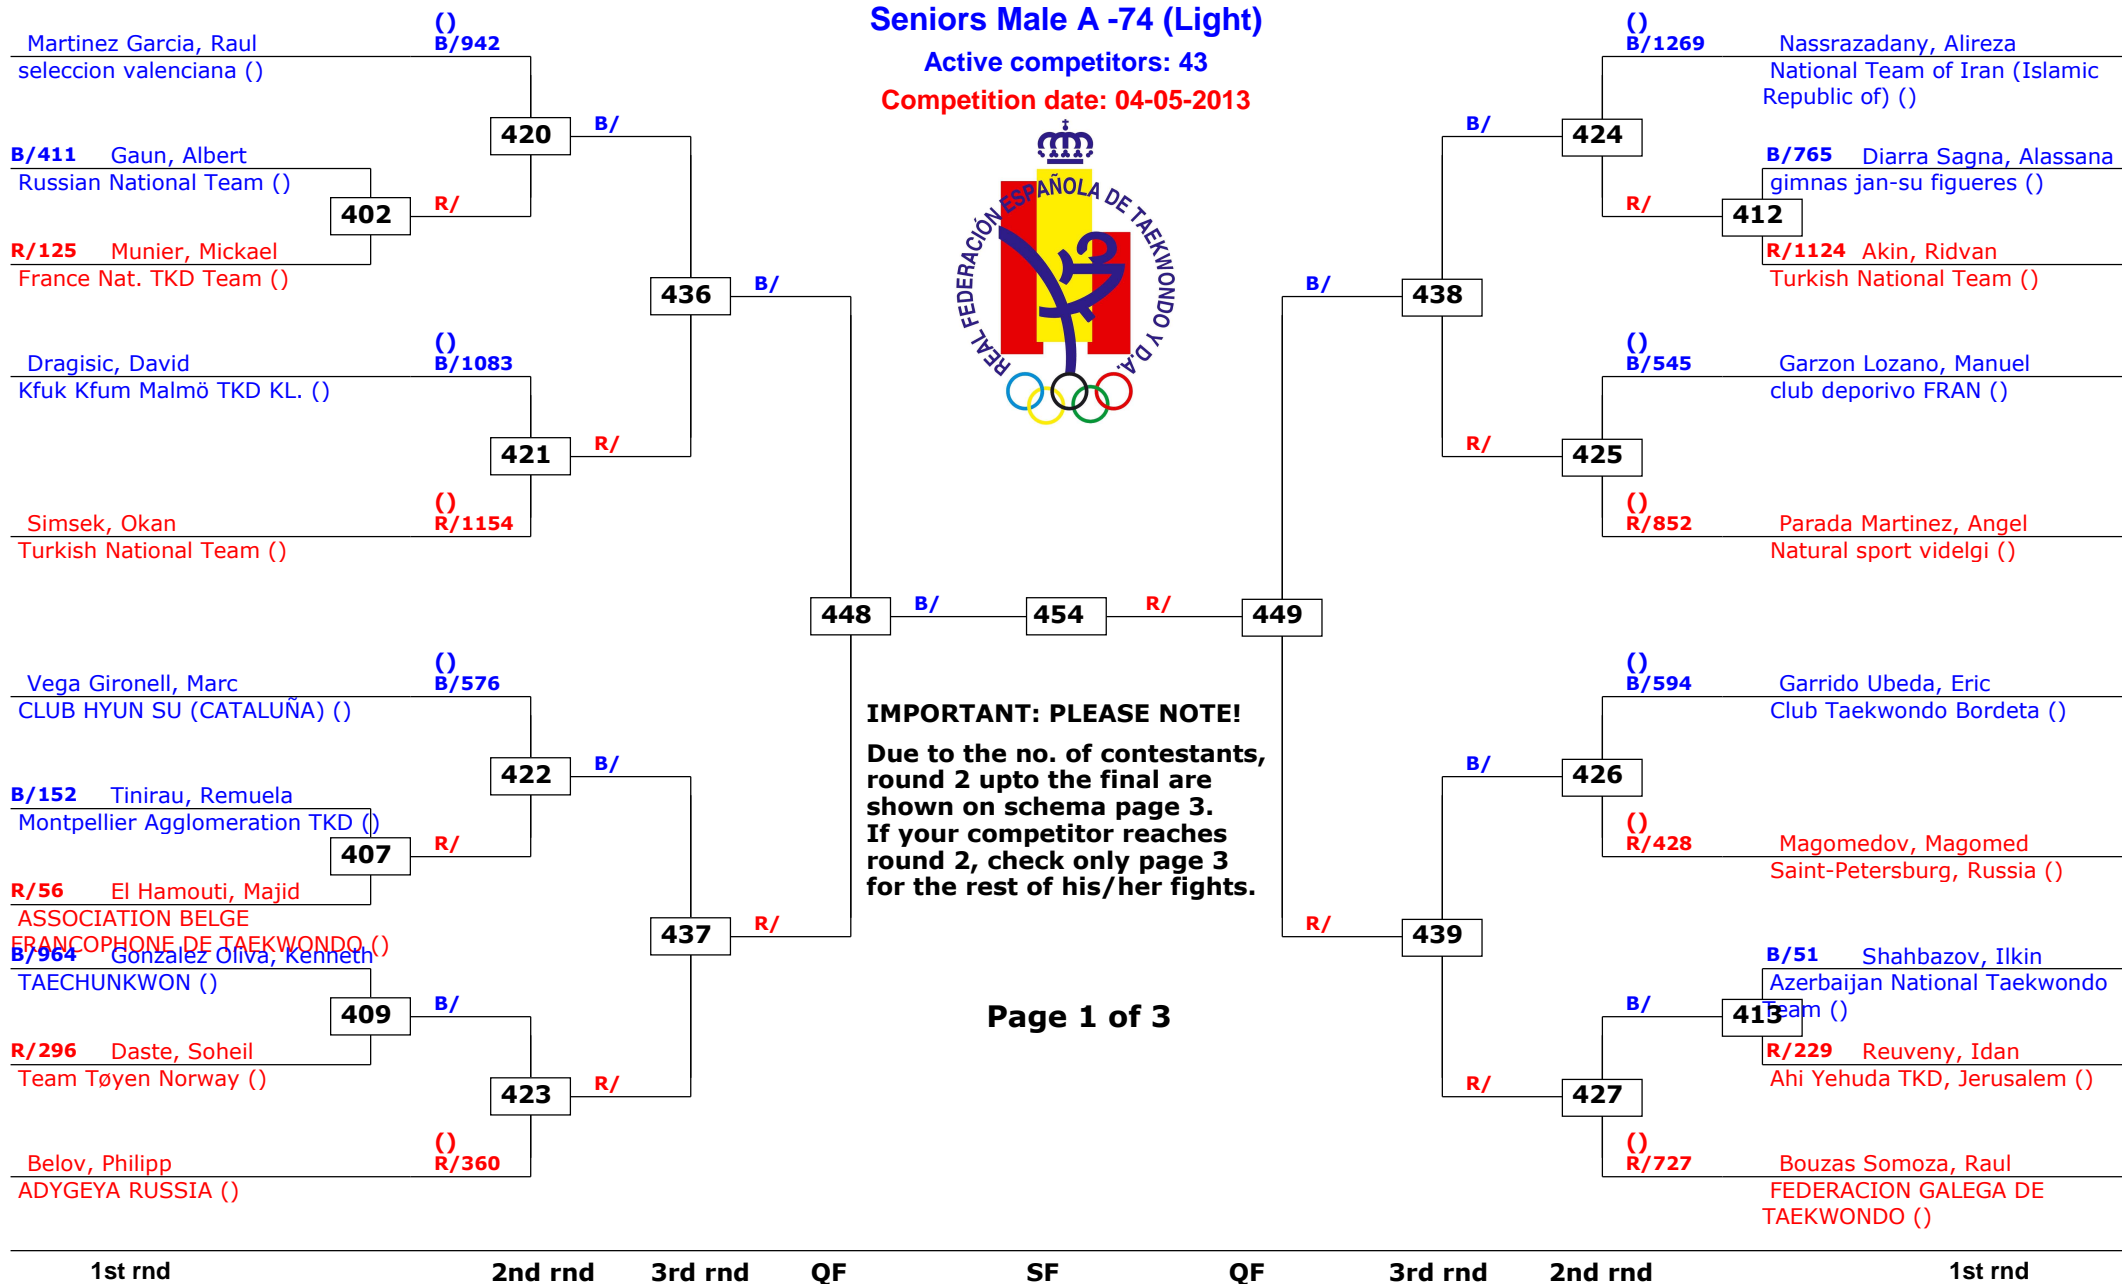 Seniors Male A -74 (Light)
Active competitors: 43
Competition date: 04-05-2013
REAL FEDERACIÓN ESPAÑOLA DE TAEKWONDO Y D.A.
()
B/942
Martinez Garcia, Raul
seleccion valenciana ()
420
B/
B/411 Gaun, Albert
Russian National Team ()
402
R/
R/125 Munier, Mickael
France Nat. TKD Team ()
436
B/
()
B/1083
Dragisic, David
Kfuk Kfum Malmö TKD KL. ()
421
R/
()
R/1154
Simsek, Okan
Turkish National Team ()
448
B/
454
R/
449
()
B/576
Vega Gironell, Marc
CLUB HYUN SU (CATALUÑA) ()
422
B/
B/152 Tinirau, Remuela
Montpellier Agglomeration TKD ()
407
R/
R/56 El Hamouti, Majid
ASSOCIATION BELGE
FRANCOPHONE DE TAEKWONDO ()
437
R/
B/964 Gonzalez Oliva, Kenneth
TAECHUNKWON ()
409
B/
R/296 Daste, Soheil
Team Tøyen Norway ()
423
R/
()
R/360
Belov, Philipp
ADYGEYA RUSSIA ()
IMPORTANT: PLEASE NOTE!
Due to the no. of contestants,
round 2 upto the final are
shown on schema page 3.
If your competitor reaches
round 2, check only page 3
for the rest of his/her fights.
Page 1 of 3
()
B/1269
Nassrazadany, Alireza
National Team of Iran (Islamic
Republic of) ()
B/
424
B/765 Diarra Sagna, Alassana
gimnas jan-su figueres ()
R/
412
R/1124 Akin, Ridvan
Turkish National Team ()
B/
438
()
B/545
Garzon Lozano, Manuel
club deporivo FRAN ()
R/
425
()
R/852
Parada Martinez, Angel
Natural sport videlgi ()
()
B/594
Garrido Ubeda, Eric
Club Taekwondo Bordeta ()
B/
426
()
R/428
Magomedov, Magomed
Saint-Petersburg, Russia ()
R/
439
B/51 Shahbazov, Ilkin
Azerbaijan National Taekwondo
Team ()
B/
413
R/229 Reuveny, Idan
Ahi Yehuda TKD, Jerusalem ()
R/
427
()
R/727
Bouzas Somoza, Raul
FEDERACION GALEGA DE
TAEKWONDO ()
1st rnd 2nd rnd 3rd rnd QF SF QF 3rd rnd 2nd rnd 1st rnd